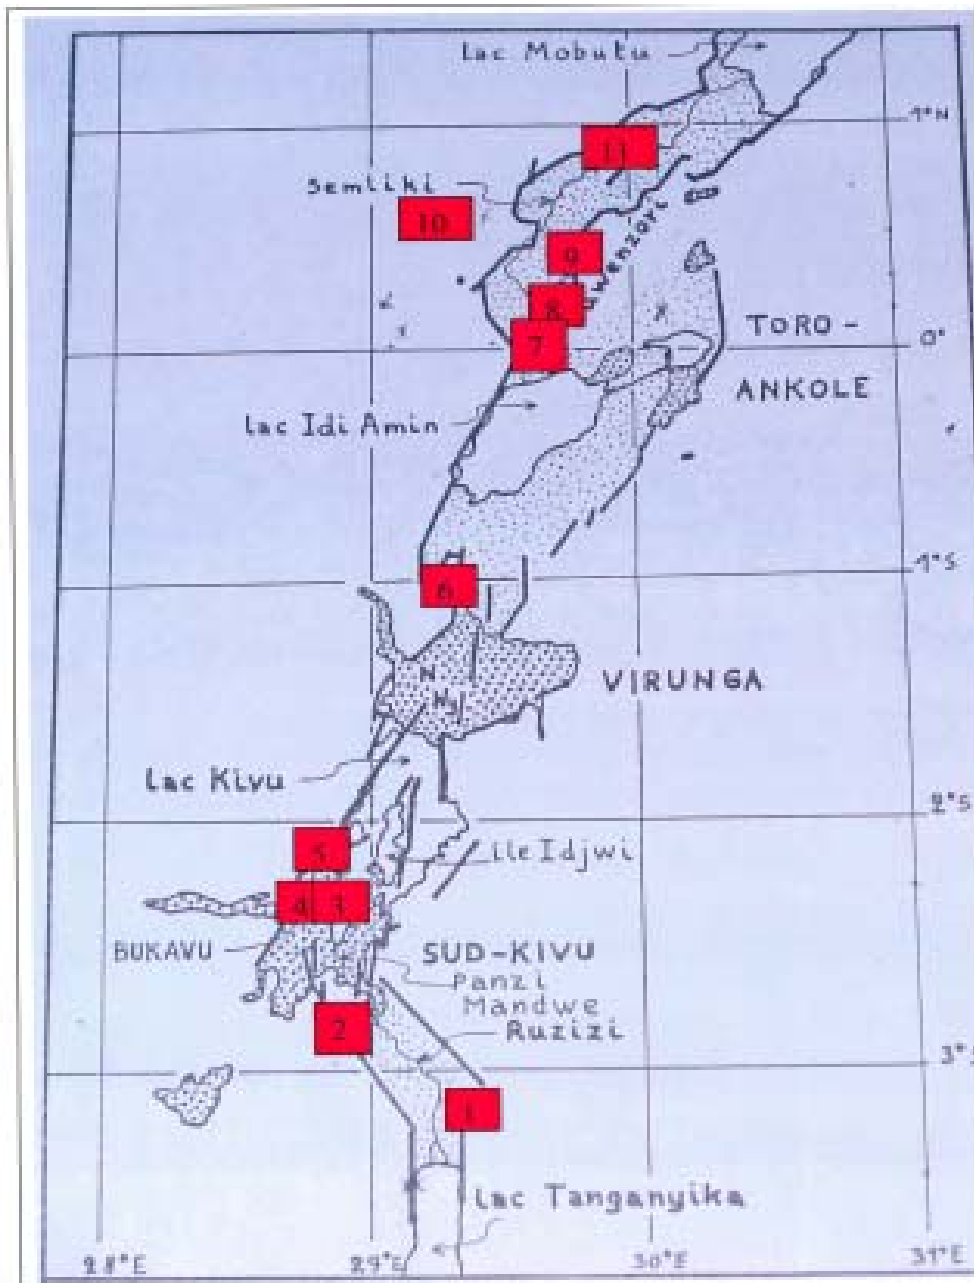 lac Mobutu
1°N
11
Semliki
10
9
Rwenzori
8
7
TORO-
0°
ANKOLE
lac Idi Amin
1°S
6
VIRUNGA
N
lac Kivu
2°S
5
ile Idjwi
4
3
BUKAVU
SUD-KIVU
Panzi
Mandwe
Ruzizi
2
3°S
1
lac Tanganyika
28°E
29°E
30°E
31°E